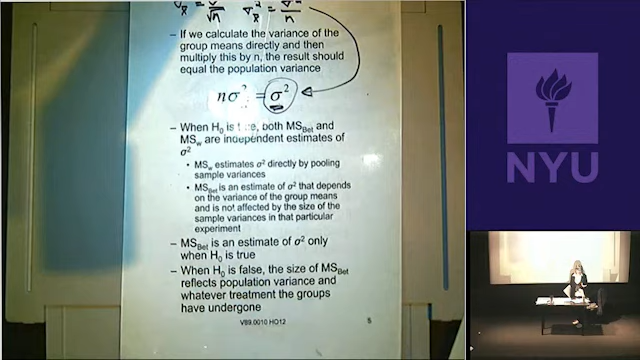 σx̄ = σ/√n   σ²x̄ = σ²/n
– If we calculate the variance of the
group means directly and then
multiply this by n, the result should
equal the population variance
nσ² = σ²
– When H0 is true, both MSBet and
MSw are independent estimates of
σ2
• MSw estimates σ2 directly by pooling
sample variances
• MSBet is an estimate of σ2 that depends
on the variance of the group means
and is not affected by the size of the
sample variances in that particular
experiment
– MSBet is an estimate of σ2 only
when H0 is true
– When H0 is false, the size of MSBet
reflects population variance and
whatever treatment the groups
have undergone
V89.0010 HO12
5
NYU